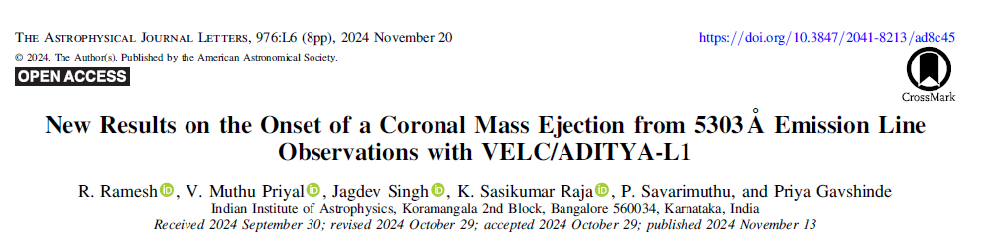 THE ASTROPHYSICAL JOURNAL LETTERS, 976:L6 (8pp), 2024 November 20
https://doi.org/10.3847/2041-8213/ad8c45
© 2024. The Author(s). Published by the American Astronomical Society.
OPEN ACCESS
CrossMark
New Results on the Onset of a Coronal Mass Ejection from 5303 Å Emission Line
Observations with VELC/ADITYA-L1
R. Ramesh iD, V. Muthu Priyal iD, Jagdev Singh iD, K. Sasikumar Raja iD, P. Savarimuthu, and Priya Gavshinde
Indian Institute of Astrophysics, Koramangala 2nd Block, Bangalore 560034, Karnataka, India
Received 2024 September 30; revised 2024 October 29; accepted 2024 October 29; published 2024 November 13